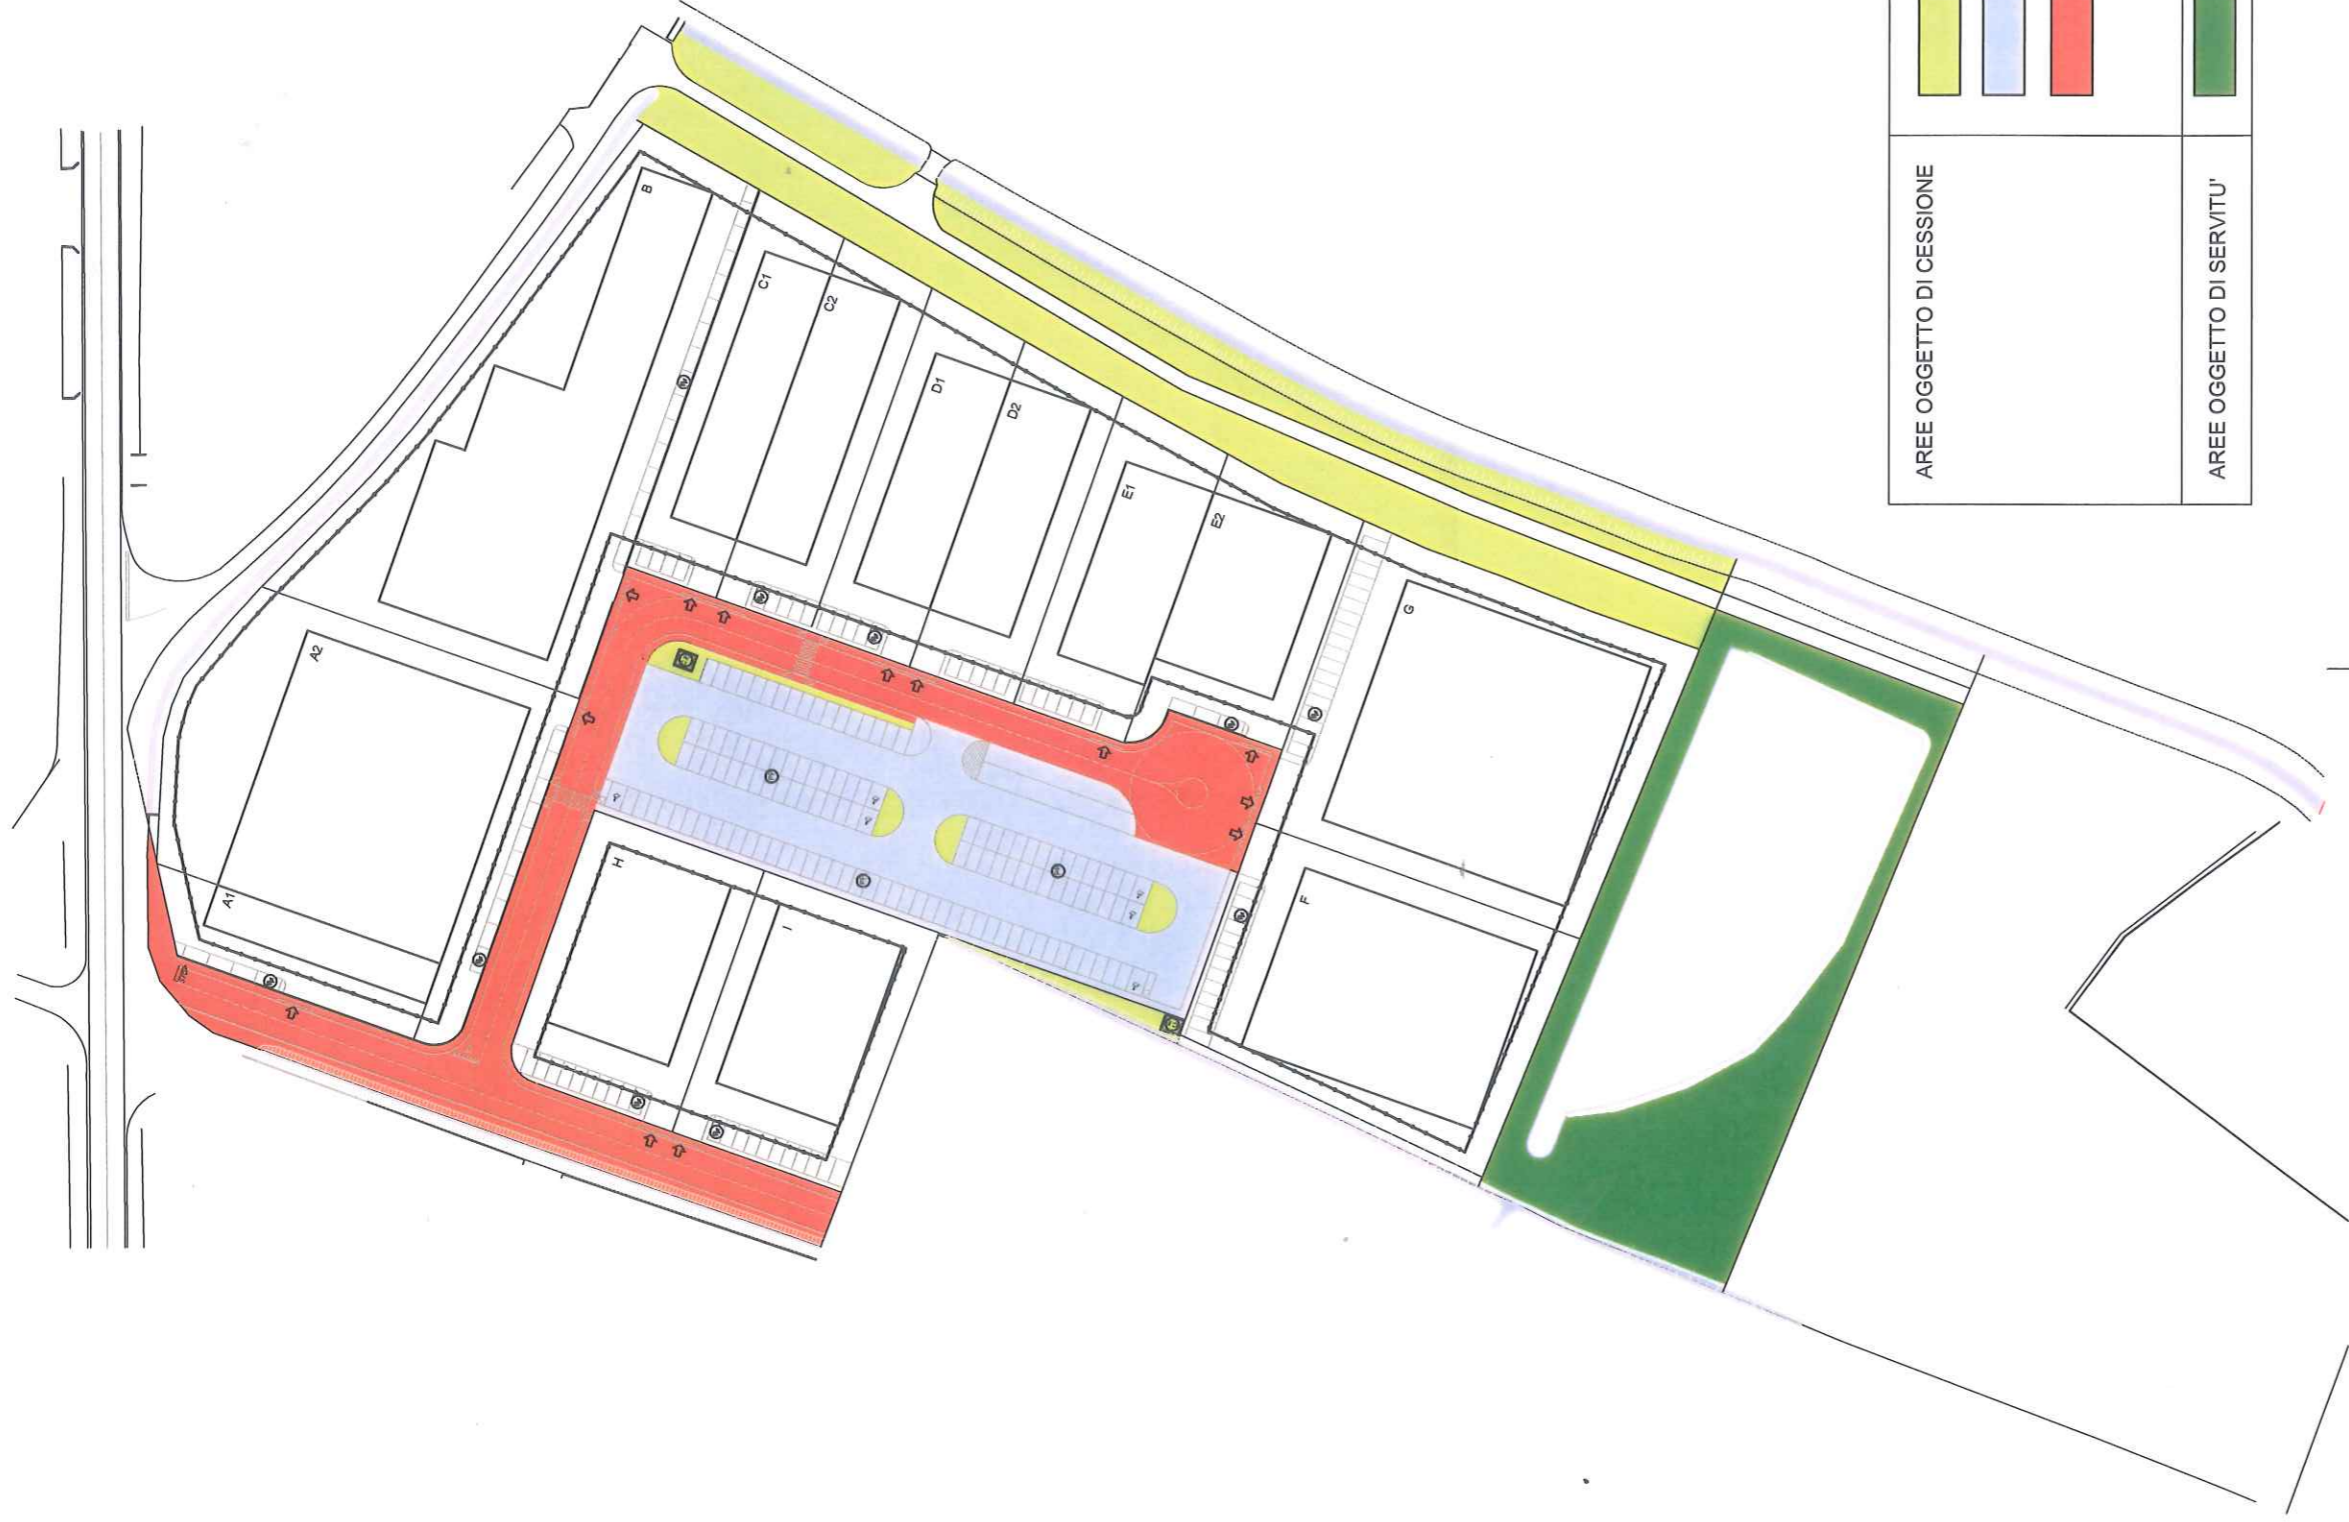 B
C1
C2
D1
D2
E1
E2
G
A2
A1
H
I
F
AREE OGGETTO DI CESSIONE
AREE OGGETTO DI SERVITU'